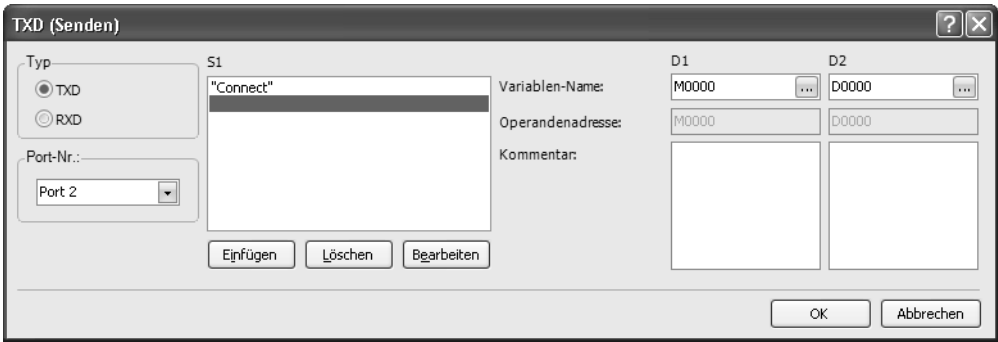 TXD (Senden)
Typ
TXD
RXD
Port-Nr.:
Port 2
S1
"Connect"
Einfügen Löschen Bearbeiten
D1 D2
Variablen-Name: M0000 ... D0000 ...
Operandenadresse: M0000 D0000
Kommentar:
OK Abbrechen